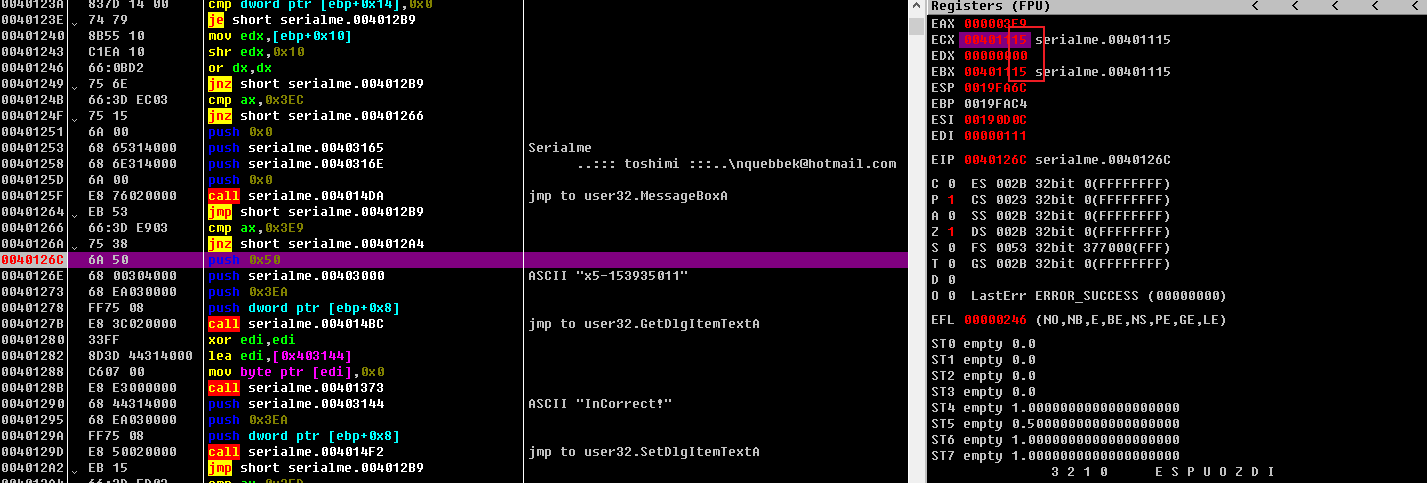 0040123A 837D 14 00 cmp dword ptr [ebp+0x14],0x0
0040123E 74 79 je short serialme.004012B9
00401240 8B55 10 mov edx,[ebp+0x10]
00401243 C1EA 10 shr edx,0x10
00401246 66:0BD2 or dx,dx
00401249 75 6E jnz short serialme.004012B9
0040124B 66:3D EC03 cmp ax,0x3EC
0040124F 75 15 jnz short serialme.00401266
00401251 6A 00 push 0x0
00401253 68 65314000 push serialme.00403165 Serialme
00401258 68 6E314000 push serialme.0040316E ..::: toshimi :::..\nquebbek@hotmail.com
0040125D 6A 00 push 0x0
0040125F E8 76020000 call serialme.004014DA jmp to user32.MessageBoxA
00401264 EB 53 jmp short serialme.004012B9
00401266 66:3D E903 cmp ax,0x3E9
0040126A 75 38 jnz short serialme.004012A4
0040126C 6A 50 push 0x50
0040126E 68 00304000 push serialme.00403000 ASCII "x5-153935011"
00401273 68 EA030000 push 0x3EA
00401278 FF75 08 push dword ptr [ebp+0x8]
0040127B E8 3C020000 call serialme.004014BC jmp to user32.GetDlgItemTextA
00401280 33FF xor edi,edi
00401282 8D3D 44314000 lea edi,[0x403144]
00401288 C607 00 mov byte ptr [edi],0x0
0040128B E8 E3000000 call serialme.00401373
00401290 68 44314000 push serialme.00403144 ASCII "InCorrect!"
00401295 68 EA030000 push 0x3EA
0040129A FF75 08 push dword ptr [ebp+0x8]
0040129D E8 50020000 call serialme.004014F2 jmp to user32.SetDlgItemTextA
004012A2 EB 15 jmp short serialme.004012B9
004012A4 66:3D ED03 cmp ax,0x3ED
Registers (FPU) < < < < <
EAX 000003E9
ECX 00401115 serialme.00401115
EDX 00000000
EBX 00401115 serialme.00401115
ESP 0019FA6C
EBP 0019FAC4
ESI 00190D0C
EDI 00000111
EIP 0040126C serialme.0040126C
C 0 ES 002B 32bit 0(FFFFFFFF)
P 1 CS 0023 32bit 0(FFFFFFFF)
A 0 SS 002B 32bit 0(FFFFFFFF)
Z 1 DS 002B 32bit 0(FFFFFFFF)
S 0 FS 0053 32bit 377000(FFF)
T 0 GS 002B 32bit 0(FFFFFFFF)
D 0
O 0 LastErr ERROR_SUCCESS (00000000)
EFL 00000246 (NO,NB,E,BE,NS,PE,GE,LE)
ST0 empty 0.0
ST1 empty 0.0
ST2 empty 0.0
ST3 empty 0.0
ST4 empty 1.0000000000000000000
ST5 empty 0.5000000000000000000
ST6 empty 1.0000000000000000000
ST7 empty 1.0000000000000000000
3 2 1 0 E S P U O Z D I